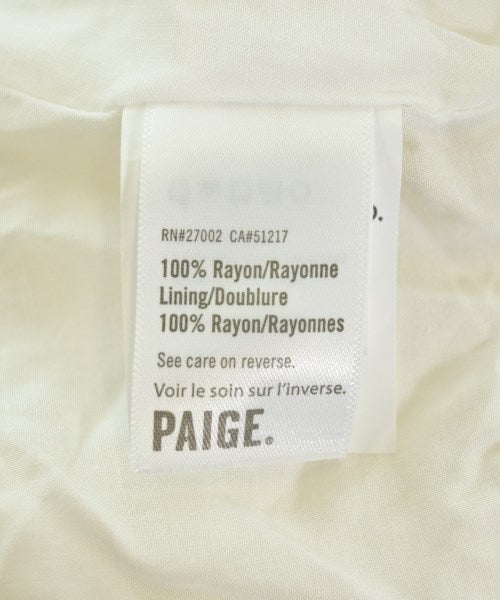 RN#27002 CA#51217
100% Rayon/Rayonne
Lining/Doublure
100% Rayon/Rayonnes
See care on reverse.
Voir le soin sur l'inverse.
PAIGE.